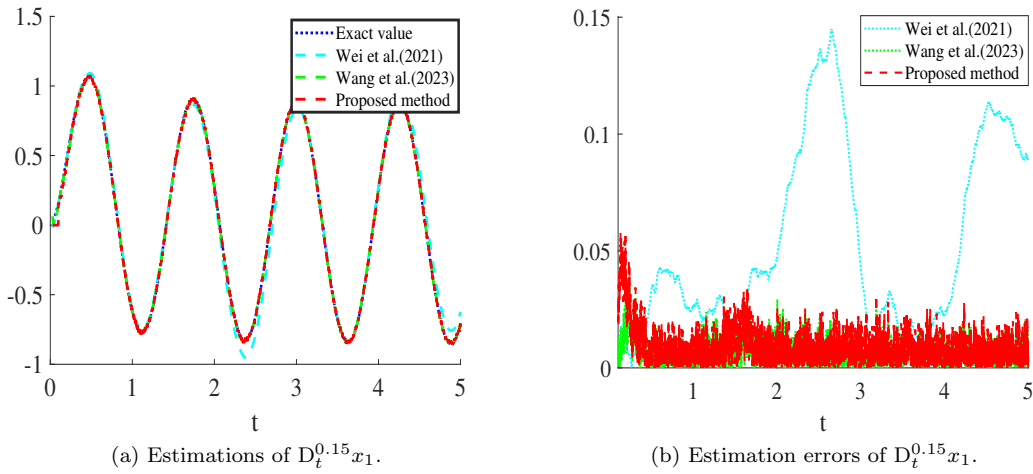 1.5
1
0.5
0
-0.5
-1
0 1 2 3 4 5
t
Exact value
Wei et al.(2021)
Wang et al.(2023)
Proposed method
(a) Estimations of D_t^{0.15}x_1.
0.15
0.1
0.05
0
1 2 3 4 5
t
Wei et al.(2021)
Wang et al.(2023)
Proposed method
(b) Estimation errors of D_t^{0.15}x_1.